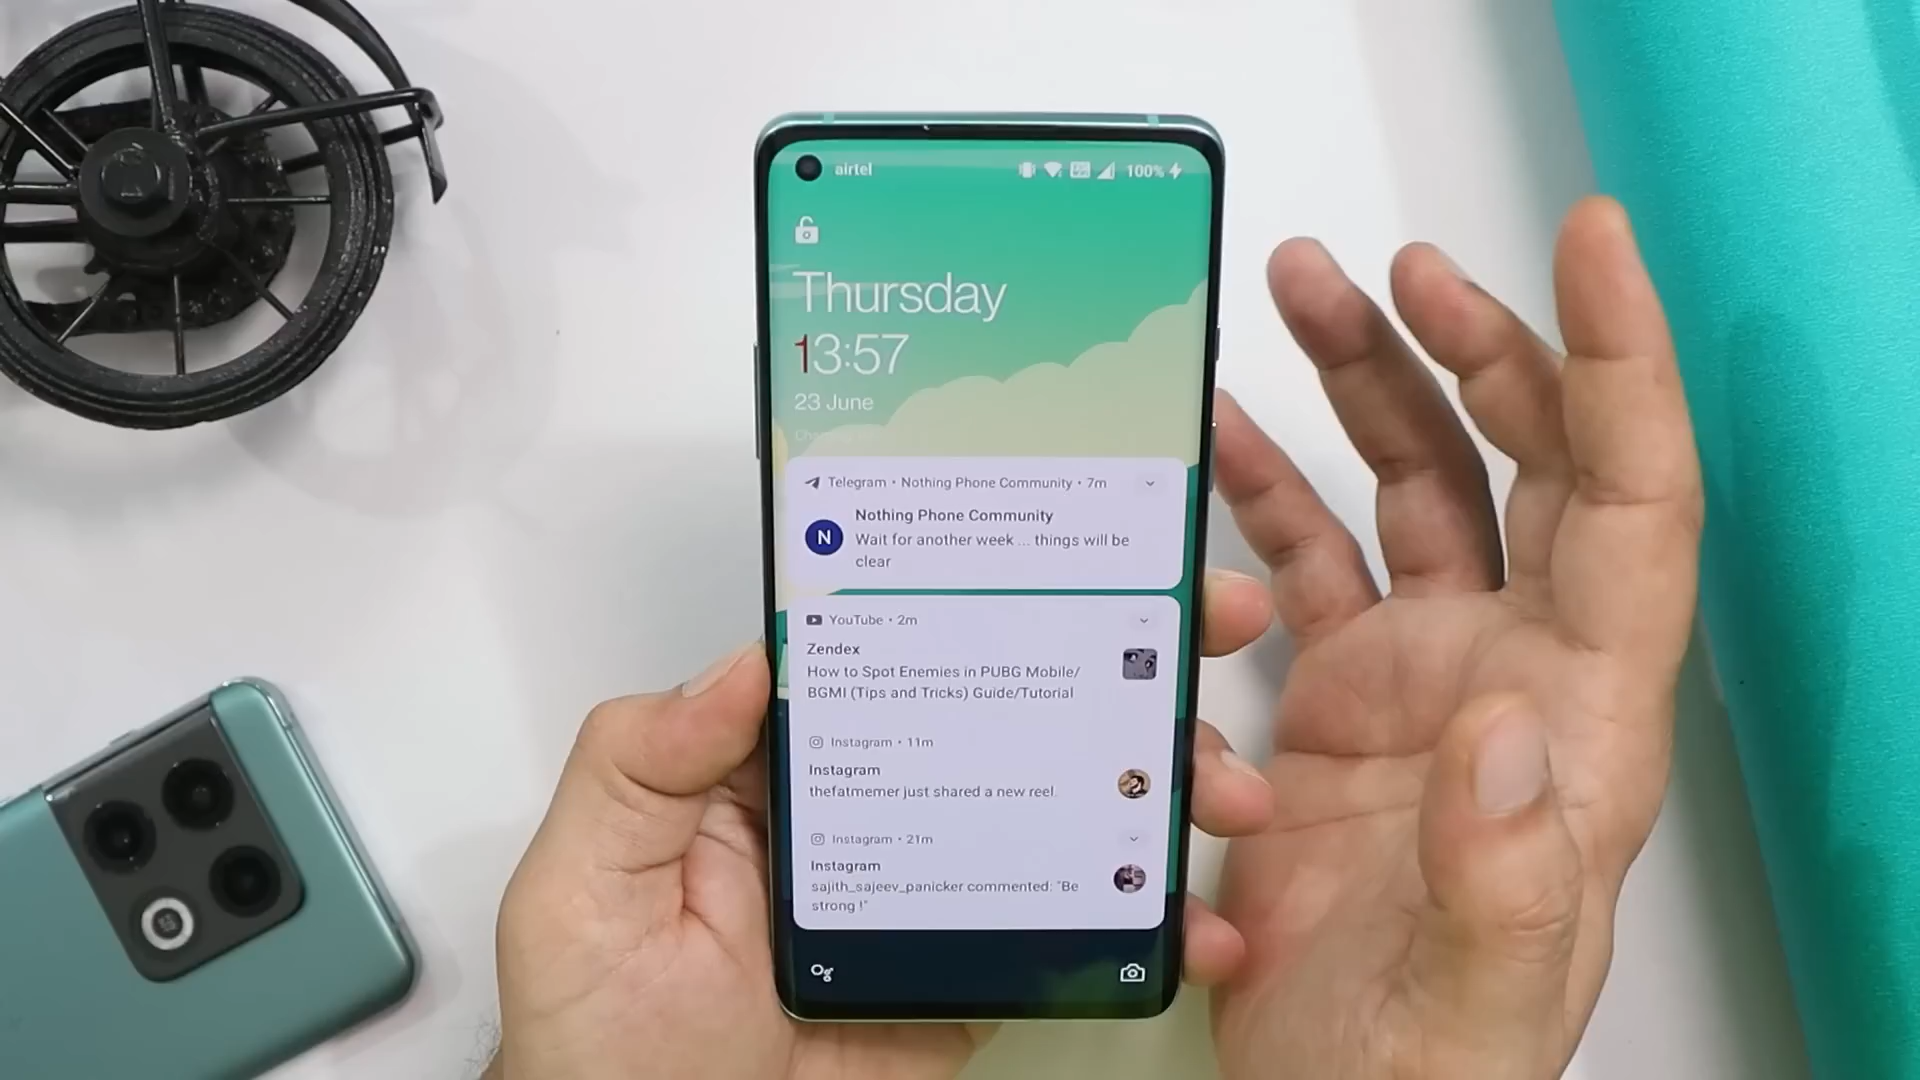 airtel
100%
Thursday
13:57
23 June
Telegram • Nothing Phone Community • 7m
Nothing Phone Community
N
Wait for another week ... things will be
clear
YouTube • 2m
Zendex
How to Spot Enemies in PUBG Mobile/
BGMI (Tips and Tricks) Guide/Tutorial
Instagram • 11m
Instagram
thefatmemer just shared a new reel.
Instagram • 21m
Instagram
sajith_sajeev_panicker commented: "Be
strong !"